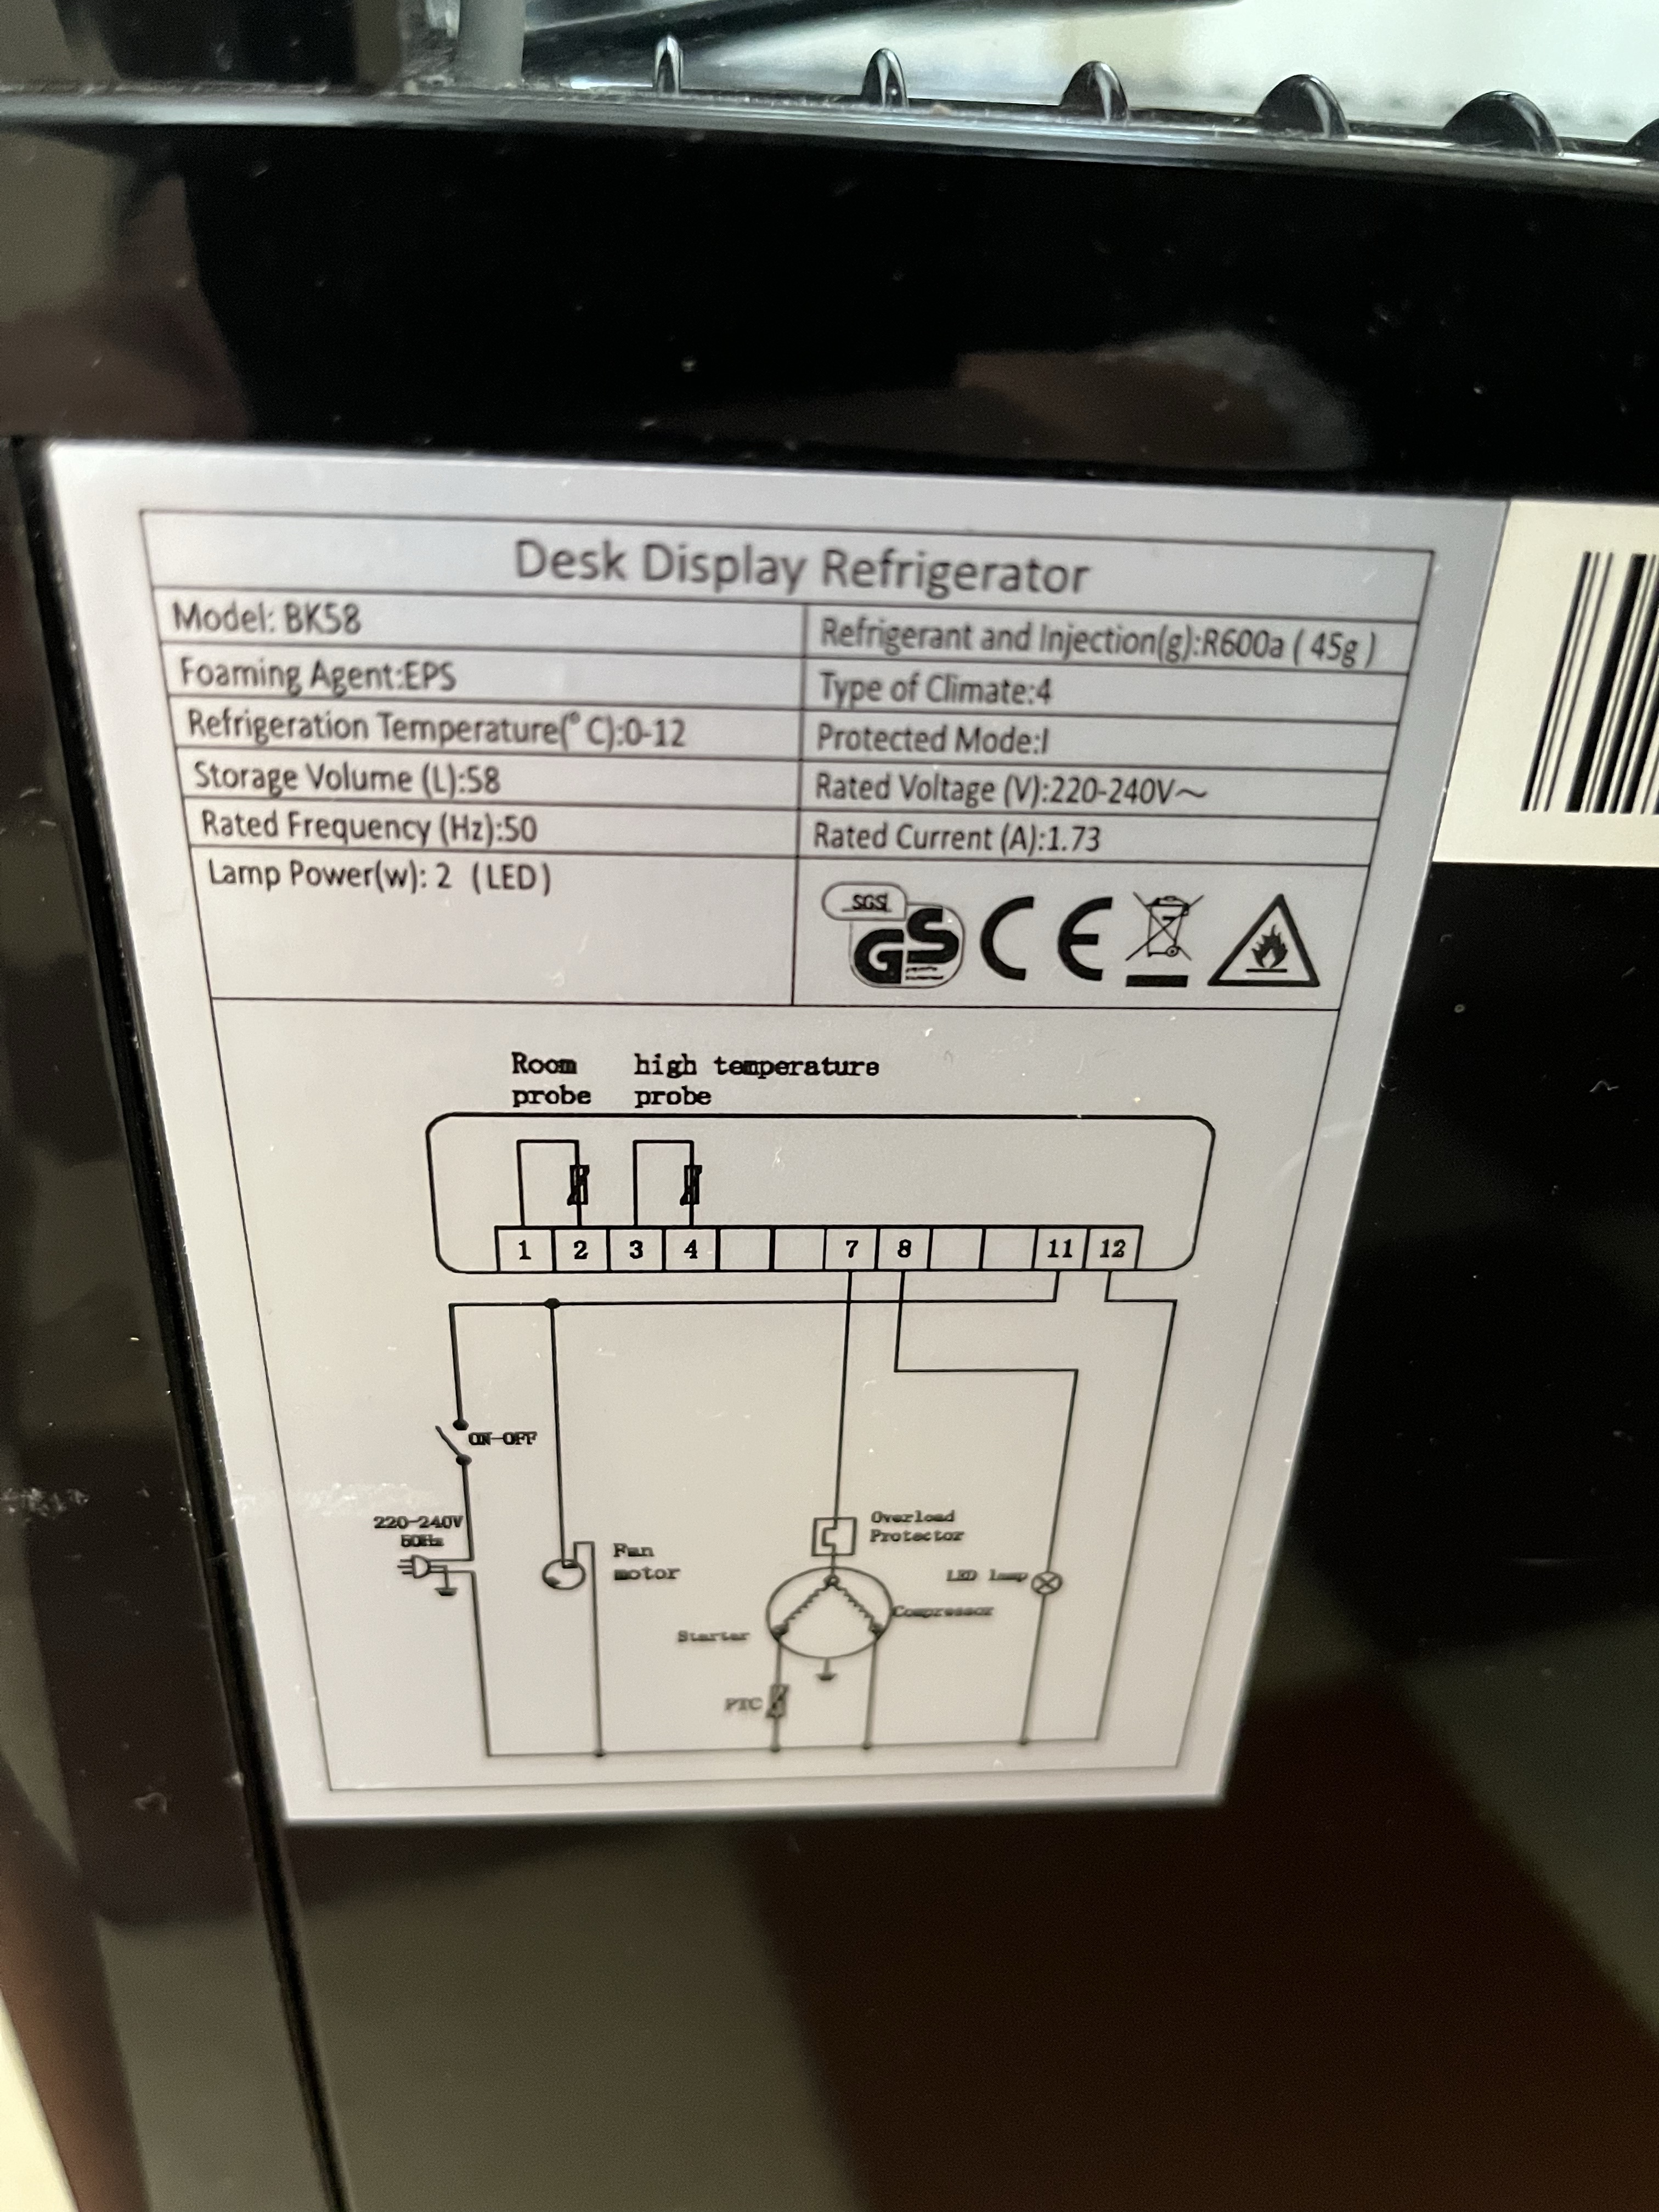 Desk Display Refrigerator
Model: BK58
Refrigerant and Injection(g):R600a ( 45g )
Foaming Agent:EPS
Type of Climate:4
Refrigeration Temperature(°C):0-12
Protected Mode:I
Storage Volume (L):58
Rated Voltage (V):220-240V~
Rated Frequency (Hz):50
Rated Current (A):1.73
Lamp Power(w): 2 (LED)
SGS
GS CE
Room probe
high temperature probe
1 2 3 4 7 8 11 12
ON-OFF
220-240V
50Hz
Fan
motor
Overload
Protector
LED lamp
Compressor
Starter
PTC